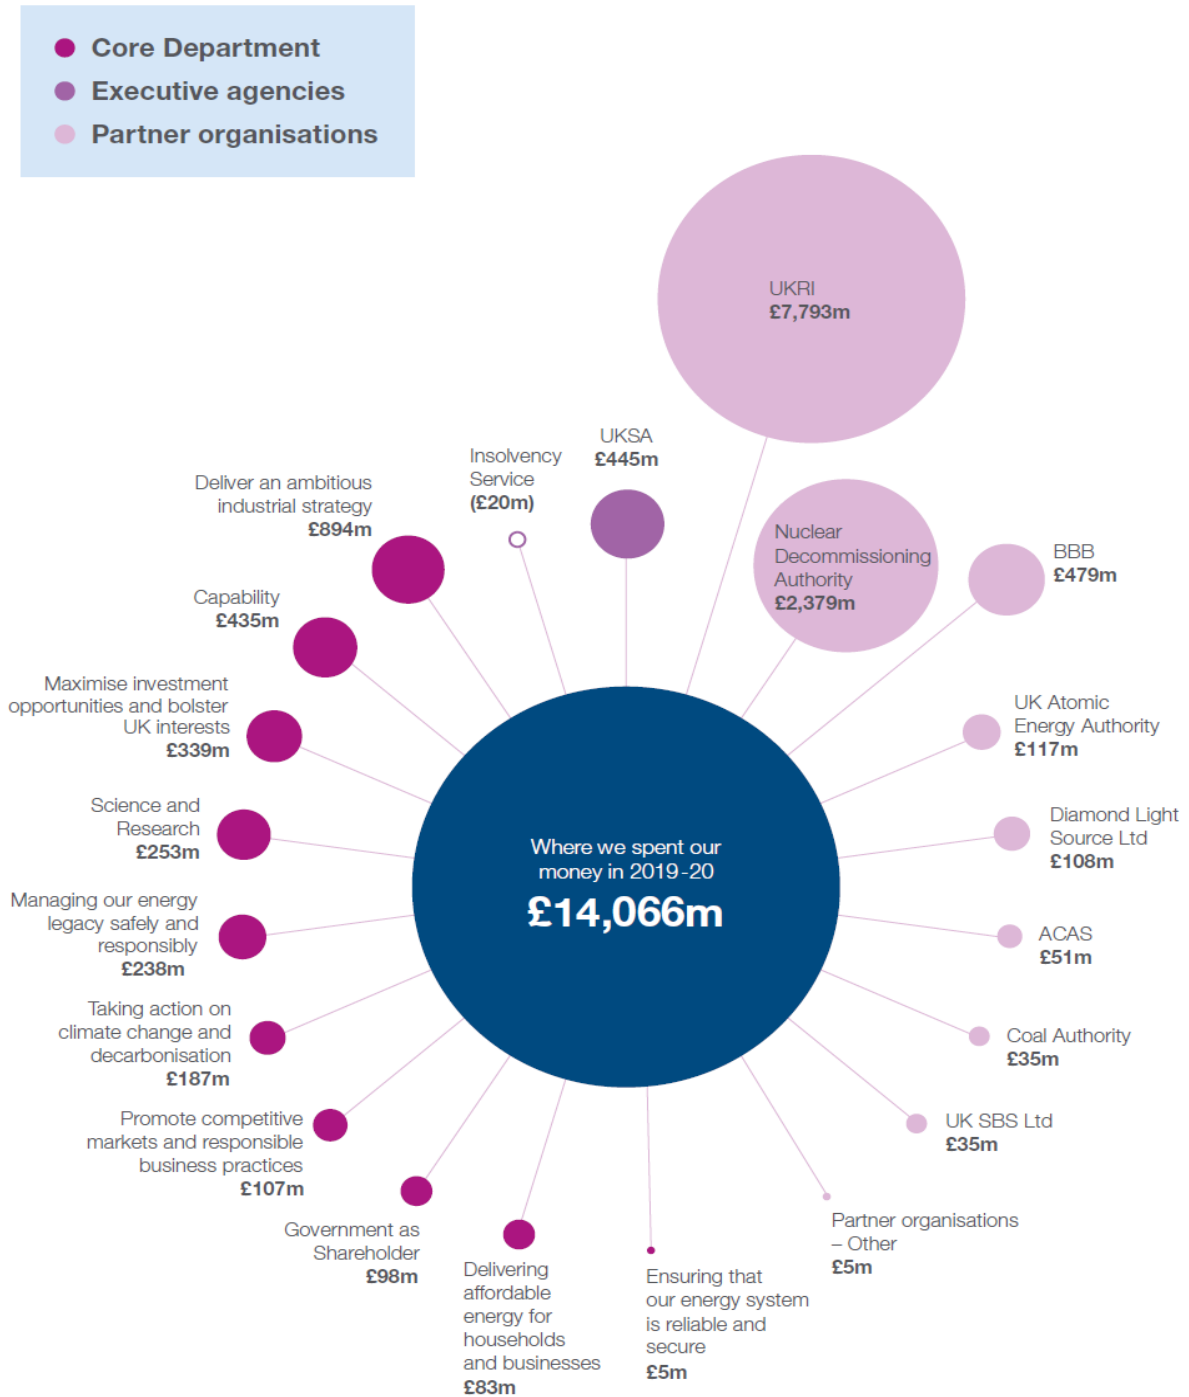 Core Department
Executive agencies
Partner organisations
UKRI
£7,793m
UKSA
£445m
Insolvency
Service
(£20m)
Deliver an ambitious
industrial strategy
£894m
Nuclear
Decommissioning
Authority
£2,379m
BBB
£479m
Capability
£435m
Maximise investment
opportunities and bolster
UK interests
£339m
UK Atomic
Energy Authority
£117m
Science and
Research
£253m
Diamond Light
Source Ltd
£108m
Where we spent our
money in 2019-20
£14,066m
Managing our energy
legacy safely and
responsibly
£238m
ACAS
£51m
Taking action on
climate change and
decarbonisation
£187m
Coal Authority
£35m
Promote competitive
markets and responsible
business practices
£107m
UK SBS Ltd
£35m
Government as
Shareholder
£98m
Partner organisations
– Other
£5m
Delivering
affordable
energy for
households
and businesses
£83m
Ensuring that
our energy system
is reliable and
secure
£5m